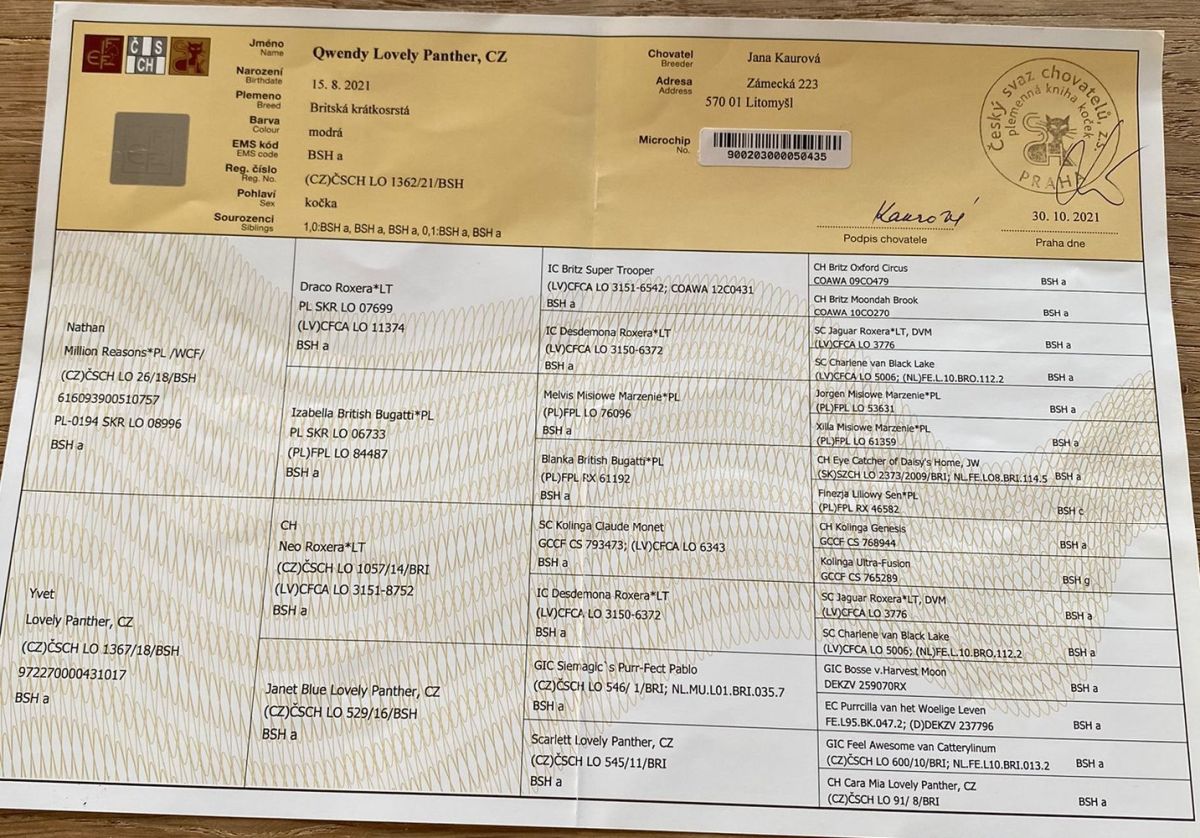 ČS
CH
Jméno
Name
Qwendy Lovely Panther, CZ
Narození
Birthdate
15. 8. 2021
Plemeno
Breed
Britská krátkosrstá
Barva
Colour
modrá
EMS kód
EMS code
BSH a
Reg. číslo
Reg. No.
(CZ)ČSCH LO 1362/21/BSH
Pohlaví
Sex
kočka
Sourozenci
Siblings
1,0:BSH a, BSH a, BSH a, 0,1:BSH a, BSH a
Chovatel
Breeder
Jana Kaurová
Adresa
Address
Zámecká 223
570 01 Litomyšl
Microchip
No.
900203000050435
Český svaz chovatelů, z.s.
plemenná kniha koček
PRAHA
Kaurová
Podpis chovatele
30. 10. 2021
Praha dne
Nathan
Million Reasons*PL /WCF/
(CZ)ČSCH LO 26/18/BSH
616093900510757
PL-0194 SKR LO 08996
BSH a
Yvet
Lovely Panther, CZ
(CZ)ČSCH LO 1367/18/BSH
972270000431017
BSH a
Draco Roxera*LT
PL SKR LO 07699
(LV)CFCA LO 11374
BSH a
Izabella British Bugatti*PL
PL SKR LO 06733
(PL)FPL LO 84487
BSH a
CH
Neo Roxera*LT
(CZ)ČSCH LO 1057/14/BRI
(LV)CFCA LO 3151-8752
BSH a
Janet Blue Lovely Panther, CZ
(CZ)ČSCH LO 529/16/BSH
BSH a
IC Britz Super Trooper
(LV)CFCA LO 3151-6542; COAWA 12C0431
BSH a
IC Desdemona Roxera*LT
(LV)CFCA LO 3150-6372
BSH a
Melvis Misiowe Marzenie*PL
(PL)FPL LO 76096
BSH a
Blanka British Bugatti*PL
(PL)FPL RX 61192
BSH a
SC Kolinga Claude Monet
GCCF CS 793473; (LV)CFCA LO 6343
BSH a
IC Desdemona Roxera*LT
(LV)CFCA LO 3150-6372
BSH a
GIC Siemagic`s Purr-Fect Pablo
(CZ)ČSCH LO 546/ 1/BRI; NL.MU.L01.BRI.035.7
BSH a
Scarlett Lovely Panther, CZ
(CZ)ČSCH LO 545/11/BRI
BSH a
CH Britz Oxford Circus
COAWA 09CO479
BSH a
CH Britz Moondah Brook
COAWA 10CO270
BSH a
SC Jaguar Roxera*LT, DVM
(LV)CFCA LO 3776
BSH a
SC Charlene van Black Lake
(LV)CFCA LO 5006; (NL)FE.L.10.BRO.112.2
BSH a
Jorgen Misiowe Marzenie*PL
(PL)FPL LO 53631
BSH a
Xilla Misiowe Marzenie*PL
(PL)FPL LO 61359
BSH a
CH Eye Catcher of Daisy's Home, JW
(SK)SZCH LO 2373/2009/BRI; NL.FE.LO8.BRI.114.5
BSH a
Finezja Liliowy Sen*PL
(PL)FPL RX 46582
BSH c
CH Kolinga Genesis
GCCF CS 768944
BSH a
Kolinga Ultra-Fusion
GCCF CS 765289
BSH g
SC Jaguar Roxera*LT, DVM
(LV)CFCA LO 3776
BSH a
SC Charlene van Black Lake
(LV)CFCA LO 5006; (NL)FE.L.10.BRO.112.2
BSH a
GIC Bosse v.Harvest Moon
DEKZV 259070RX
BSH a
EC Purrcilla van het Woelige Leven
FE.L95.BK.047.2; (D)DEKZV 237796
BSH a
GIC Feel Awesome van Catterylinum
(CZ)ČSCH LO 600/10/BRI; NL.FE.L10.BRI.013.2
BSH a
CH Cara Mia Lovely Panther, CZ
(CZ)ČSCH LO 91/ 8/BRI
BSH a